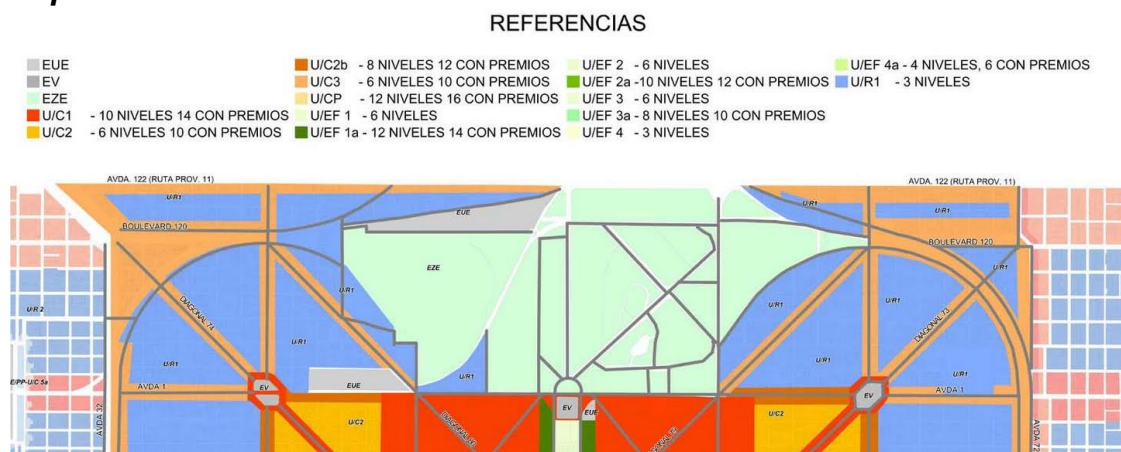 REFERENCIAS
EUE
EV
EZE
U/C1 - 10 NIVELES 14 CON PREMIOS
U/C2 - 6 NIVELES 10 CON PREMIOS
U/C2b - 8 NIVELES 12 CON PREMIOS
U/C3 - 6 NIVELES 10 CON PREMIOS
U/CP - 12 NIVELES 16 CON PREMIOS
U/EF 1 - 6 NIVELES
U/EF 1a - 12 NIVELES 14 CON PREMIOS
U/EF 2 - 6 NIVELES
U/EF 2a -10 NIVELES 12 CON PREMIOS
U/EF 3 - 6 NIVELES
U/EF 3a - 8 NIVELES 10 CON PREMIOS
U/EF 4 - 3 NIVELES
U/EF 4a - 4 NIVELES, 6 CON PREMIOS
U/R1 - 3 NIVELES
AVDA. 122 (RUTA PROV. 11)
AVDA. 122 (RUTA PROV. 11)
U/R1
U/R1
U/R1
EUE
BOULEVARD 120
BOULEVARD 120
EZE
U/R1
U/R1
U/R1
U/R 2
DIAGONAL 74
DIAGONAL 73
U/R1
U/R1
U/R1
U/R1
U/R1
U/R1
E/PP-U/C 5a
AVDA 1
EV
EUE
EV
AVDA 1
AVDA 32
U/C2
EV
EUE
U/C2
AVDA 72